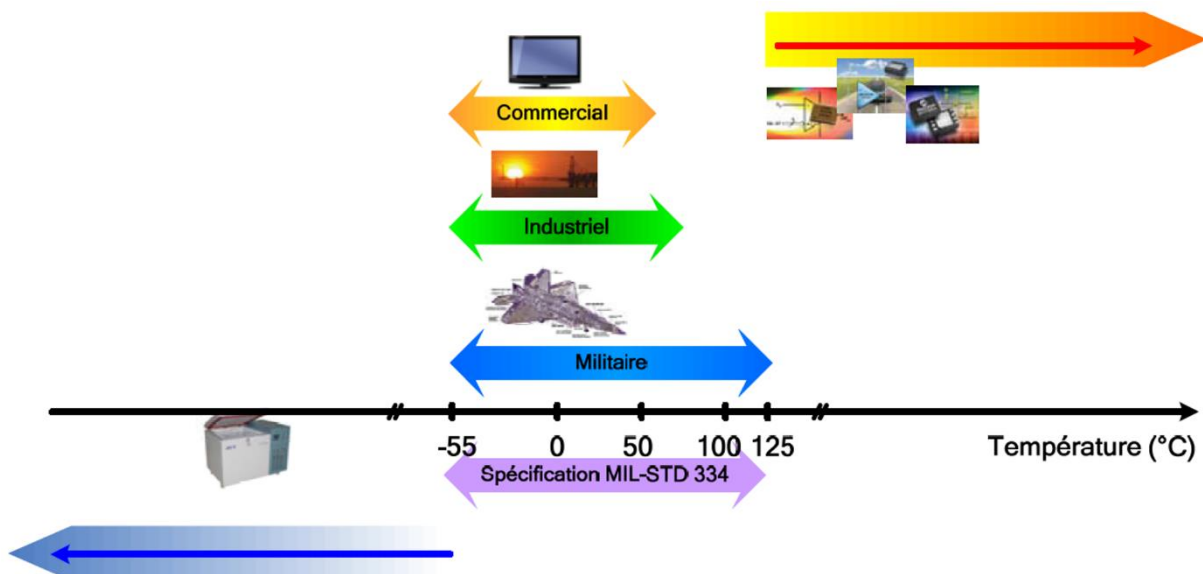 Commercial
Industriel
Militaire
-55 0 50 100 125
Température (°C)
Spécification MIL-STD 334